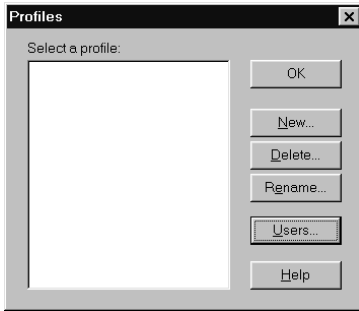 Profiles
Select a profile:
OK
New...
Delete...
Rename...
Users...
Help